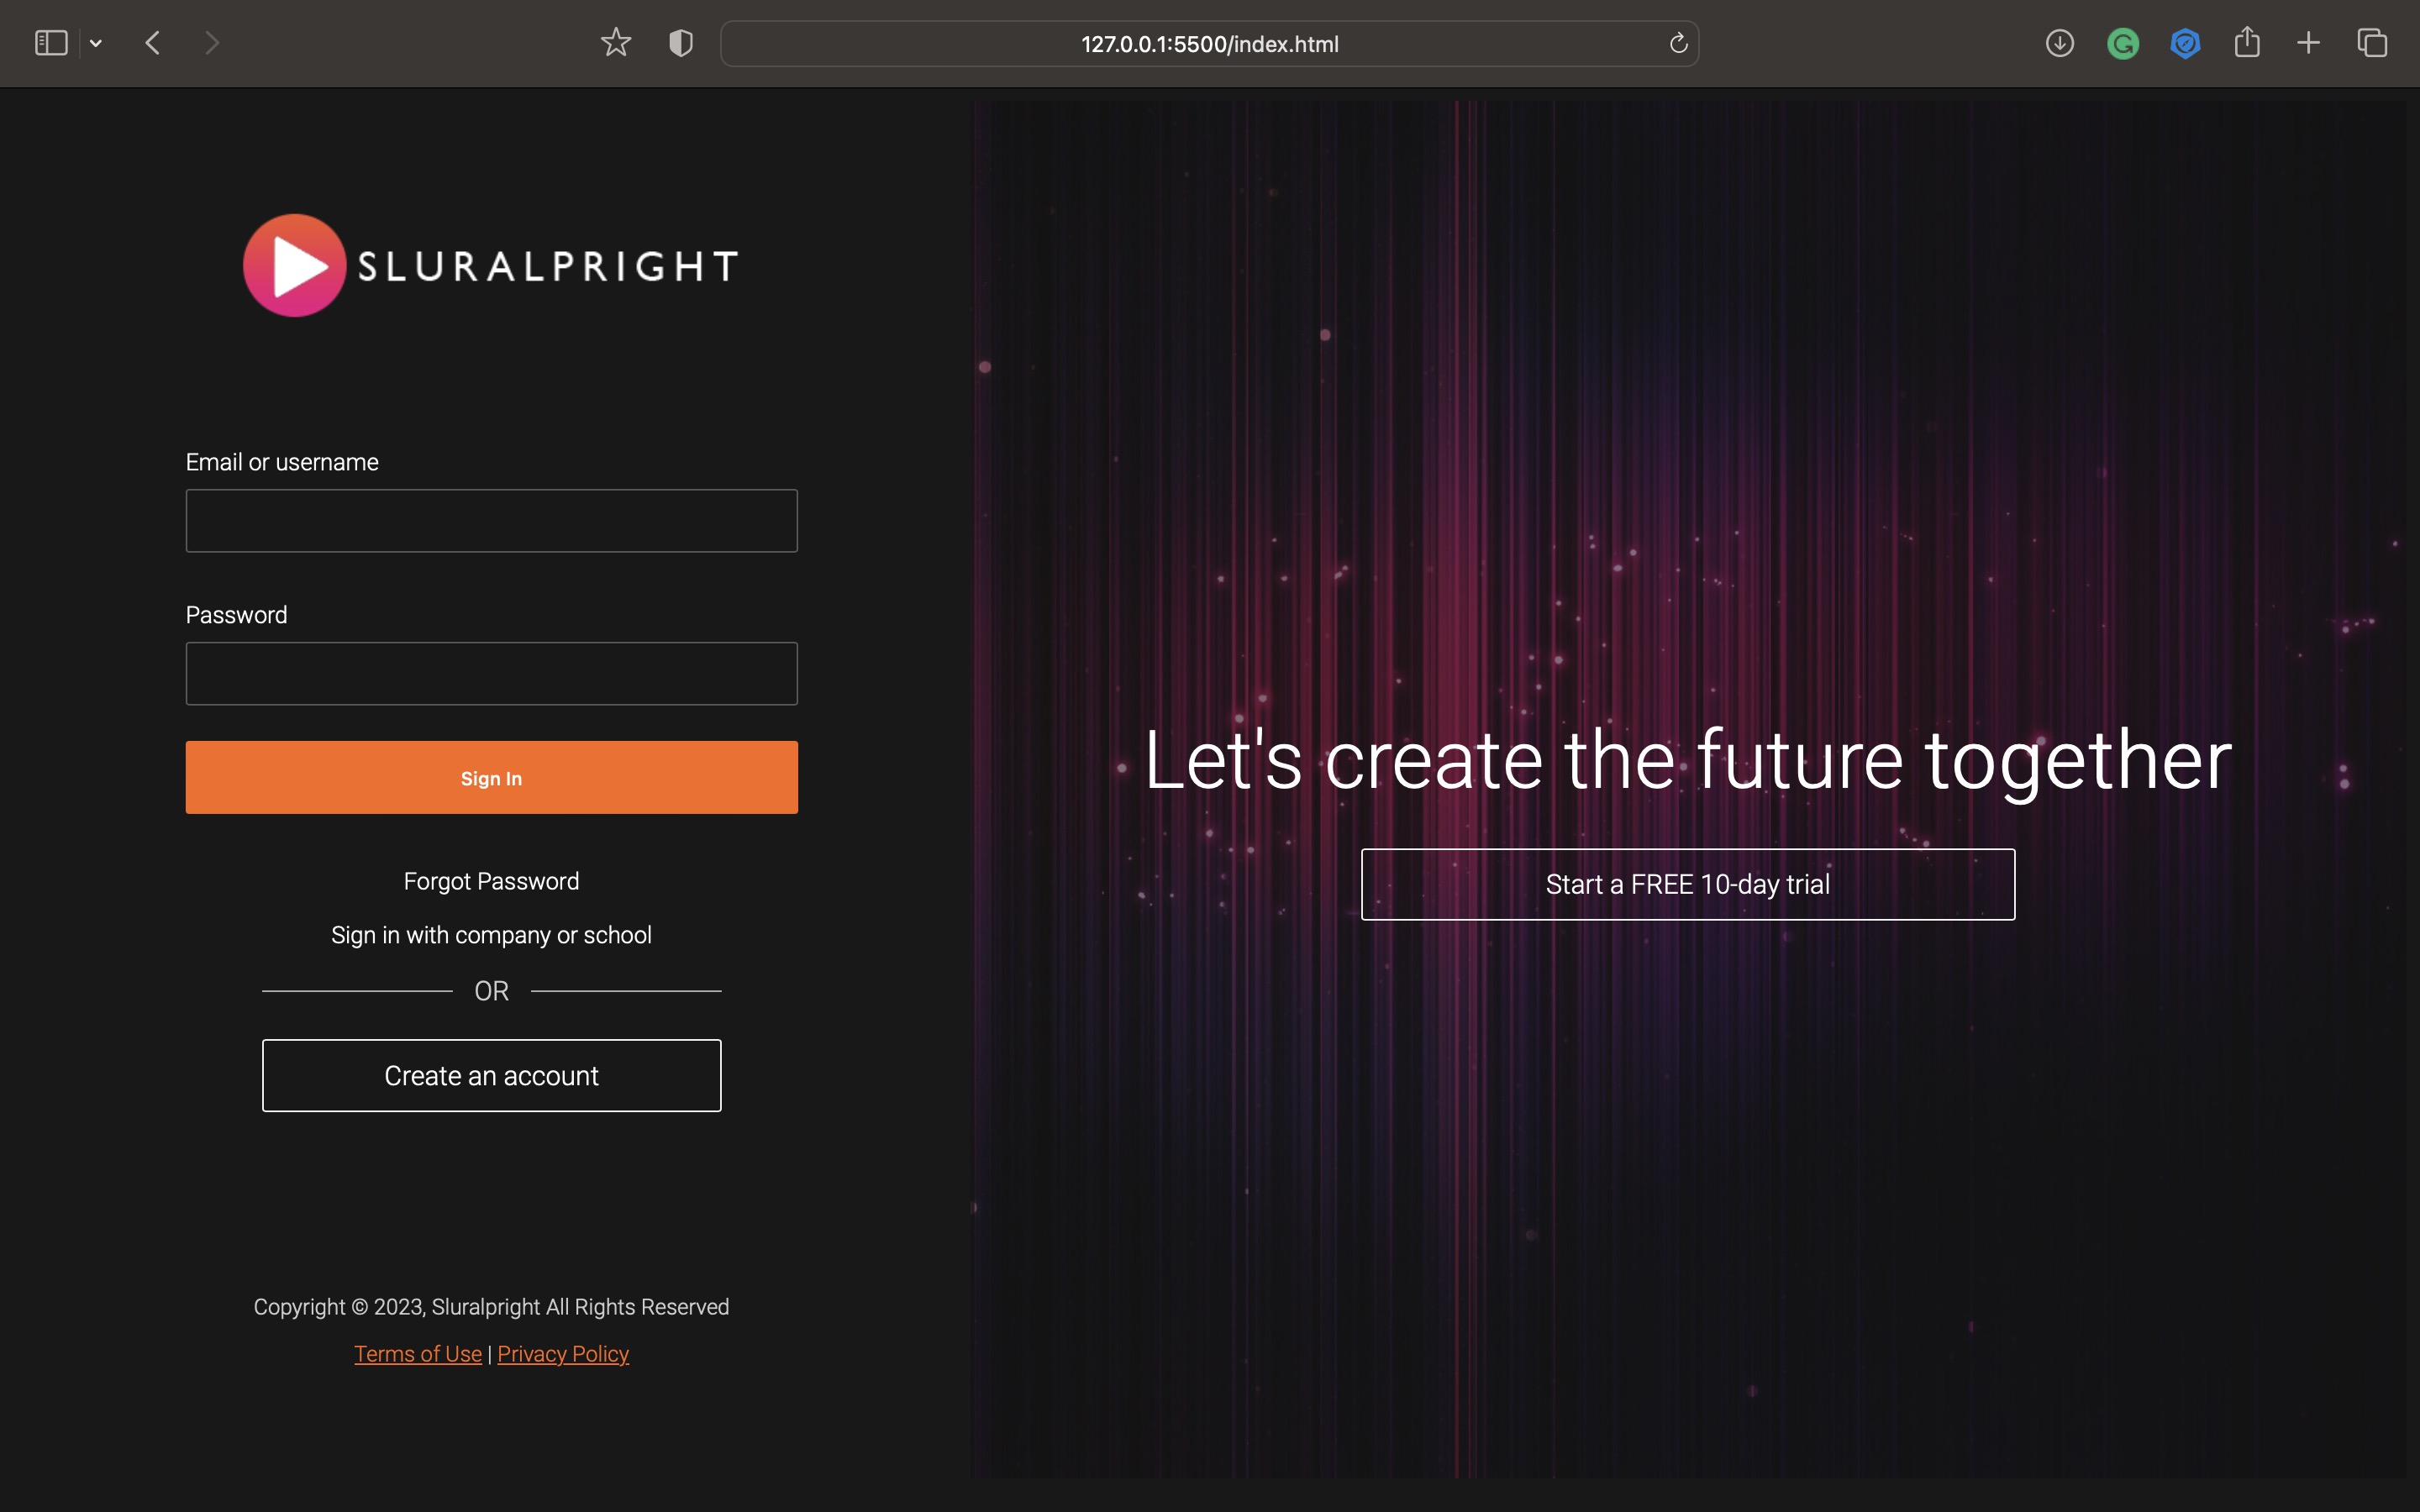 127.0.0.1:5500/index.html
SLURALPRIGHT
Email or username
Password
Sign In
Forgot Password
Sign in with company or school
OR
Create an account
Copyright © 2023, Sluralpright All Rights Reserved
Terms of Use | Privacy Policy
Let's create the future together
Start a FREE 10-day trial